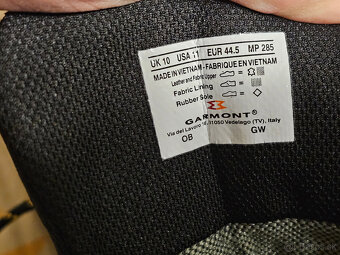 UK 10 USA 11 EUR 44.5 MP 285
MADE IN VIETNAM - FABRIQUE EN VIETNAM
Leather and Fabric Upper
Fabric Lining
Rubber Sole
GARMONT
Via del Lavoro 31050 Vedelago (TV), Italy
OB GW